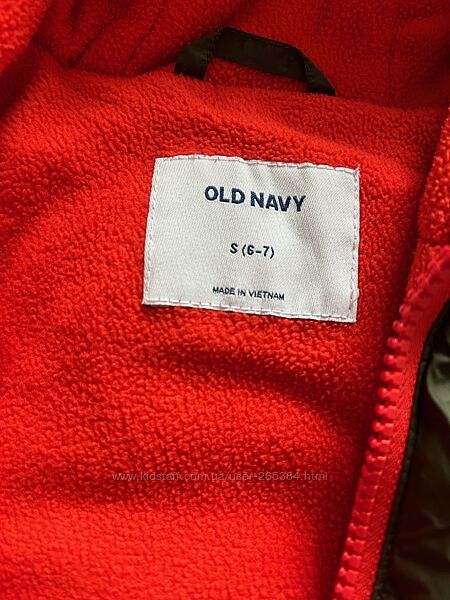 OLD NAVY
S (6-7)
MADE IN VIETNAM
www.kidstaff.com.ua/user-265384.html